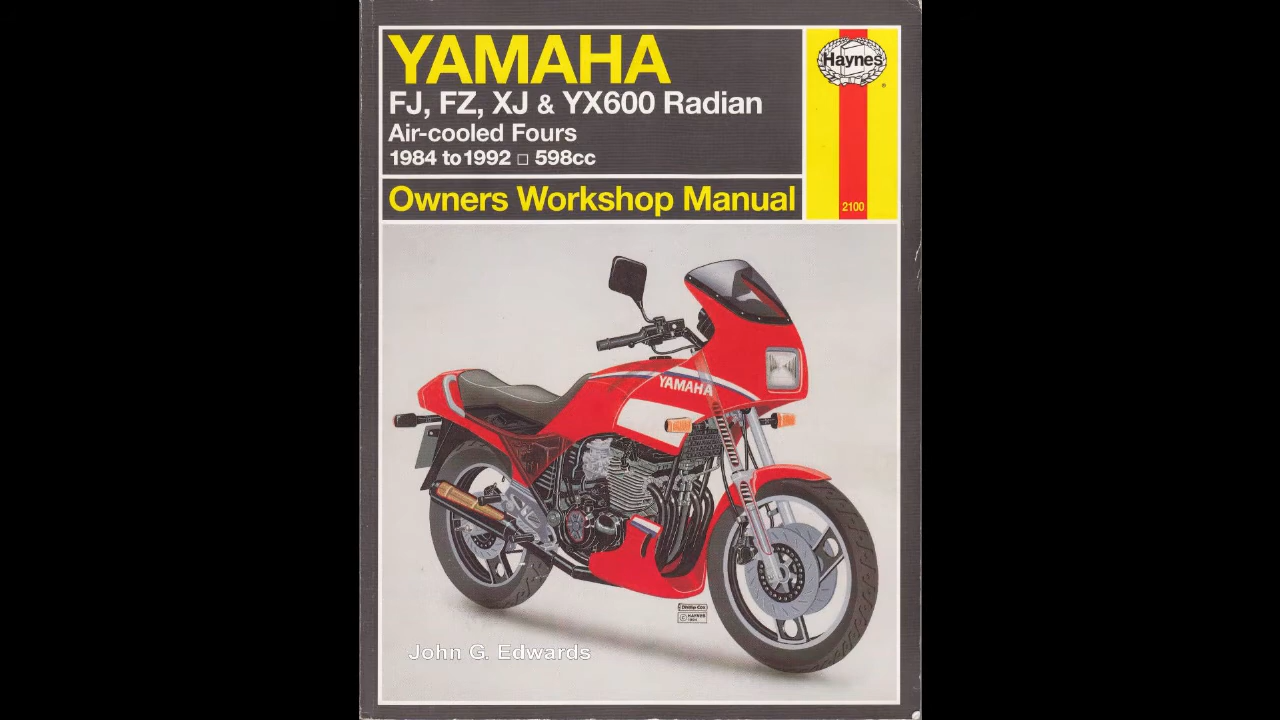 YAMAHA
FJ, FZ, XJ & YX600 Radian
Air-cooled Fours
1984 to 1992 □ 598cc
Owners Workshop Manual
Haynes
®
2100
YAMAHA
© HAYNES
John G. Edwards